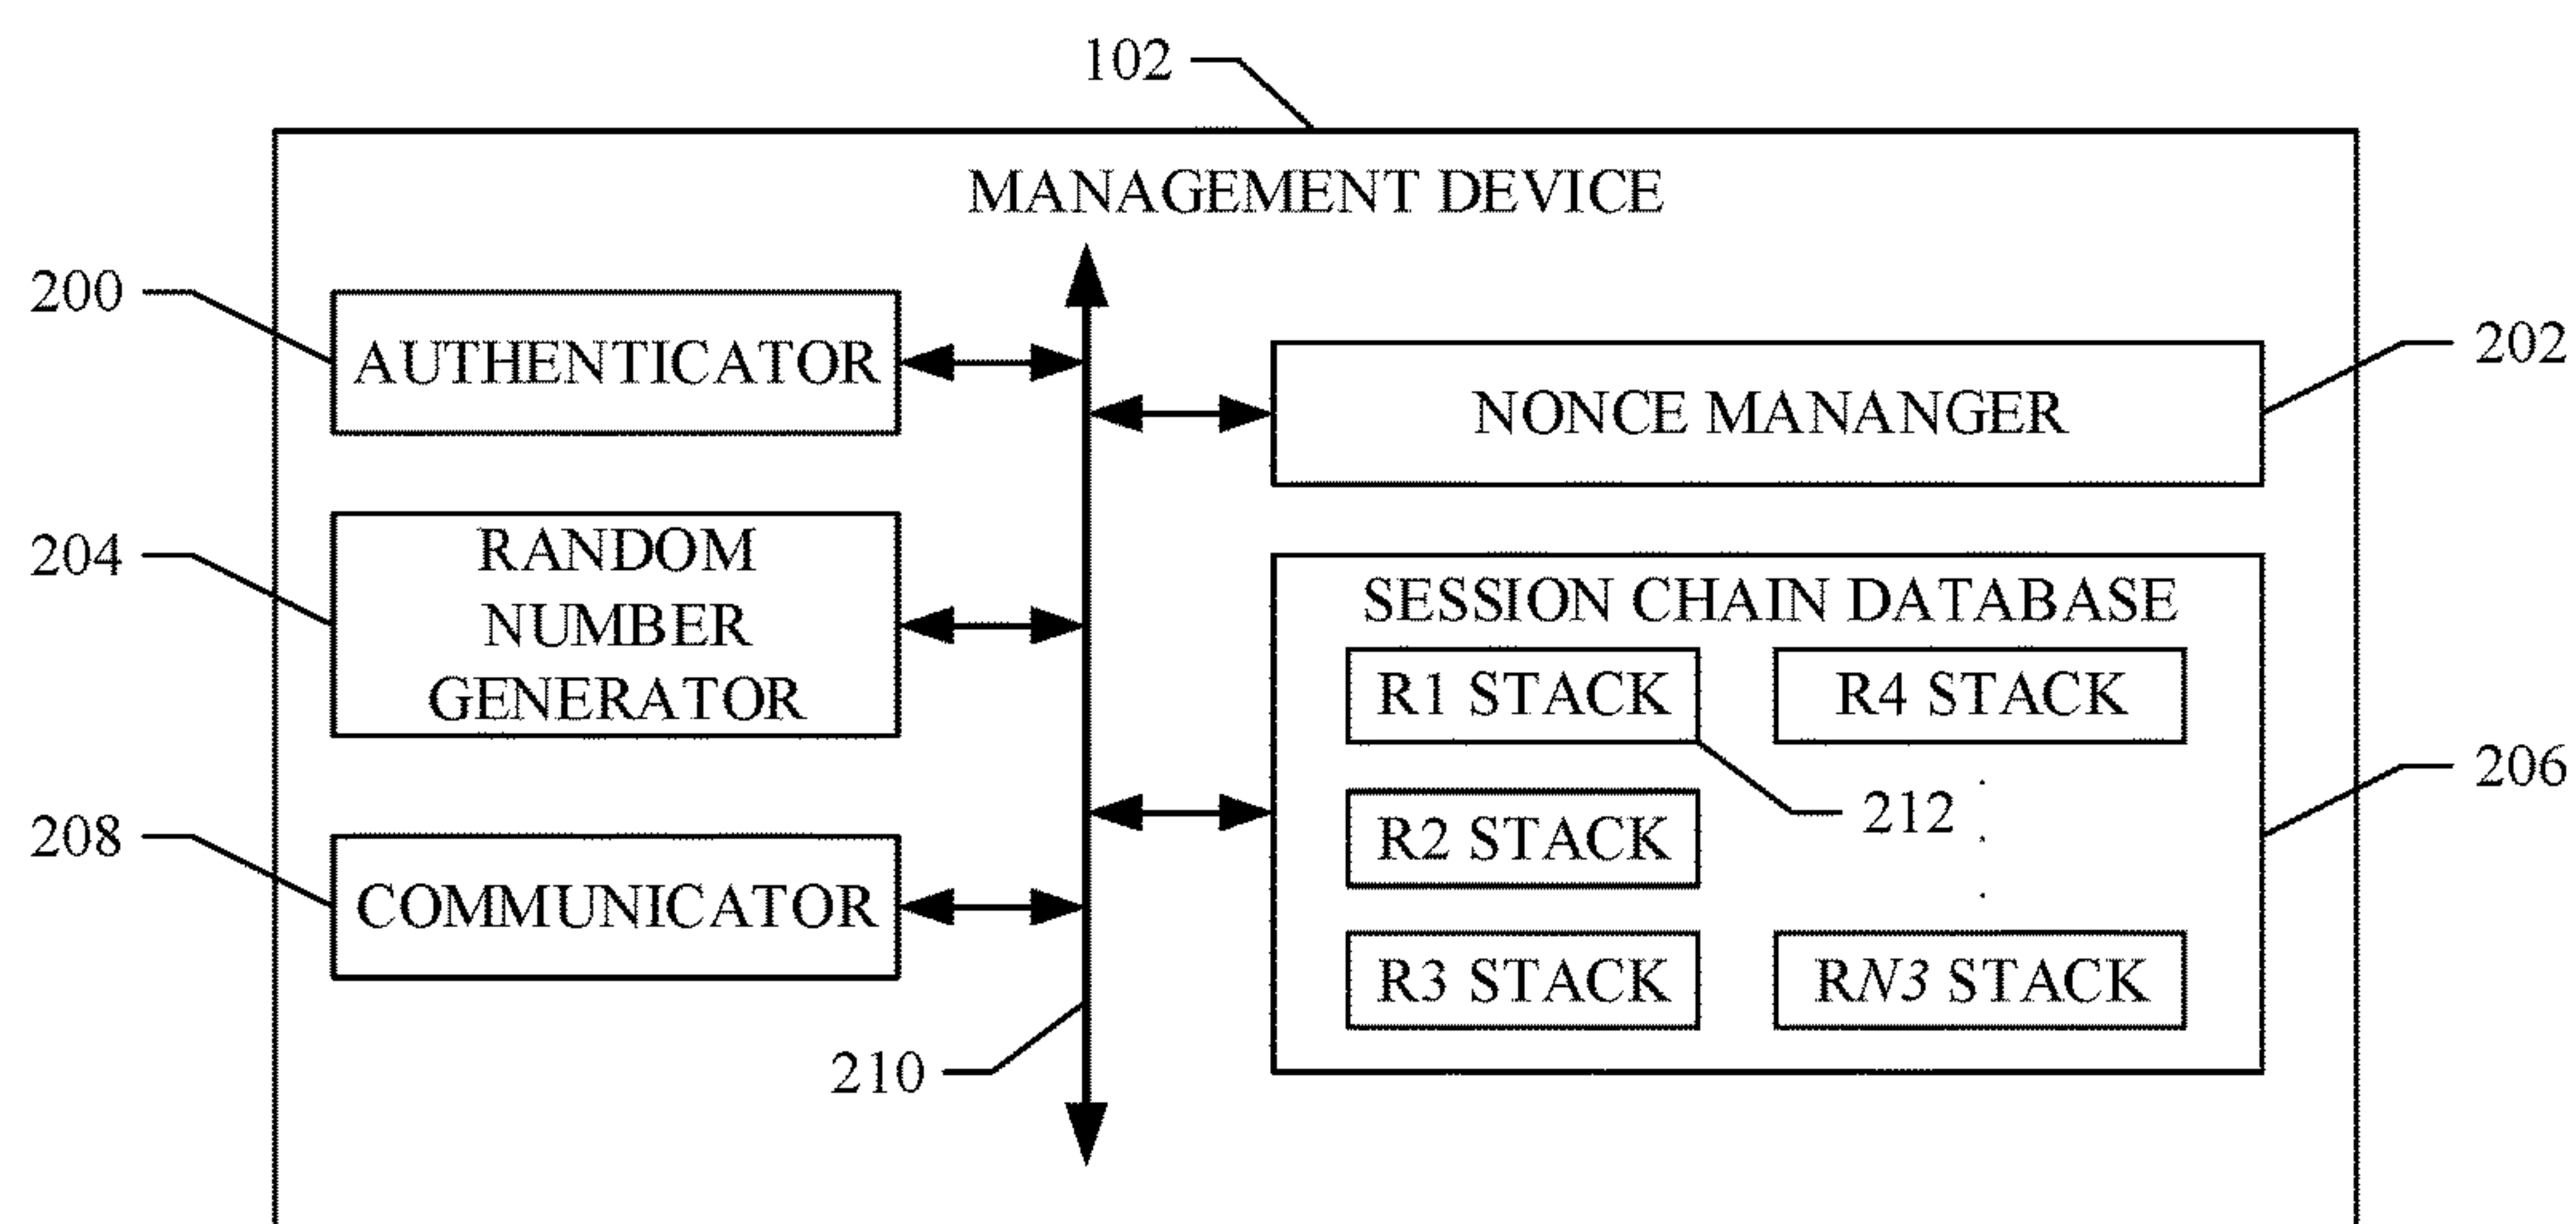 102
MANAGEMENT DEVICE
200
AUTHENTICATOR
NONCE MANANGER
202
204
RANDOM
NUMBER
GENERATOR
SESSION CHAIN DATABASE
R1 STACK
R4 STACK
206
212
R2 STACK
208
COMMUNICATOR
R3 STACK
RN3 STACK
210